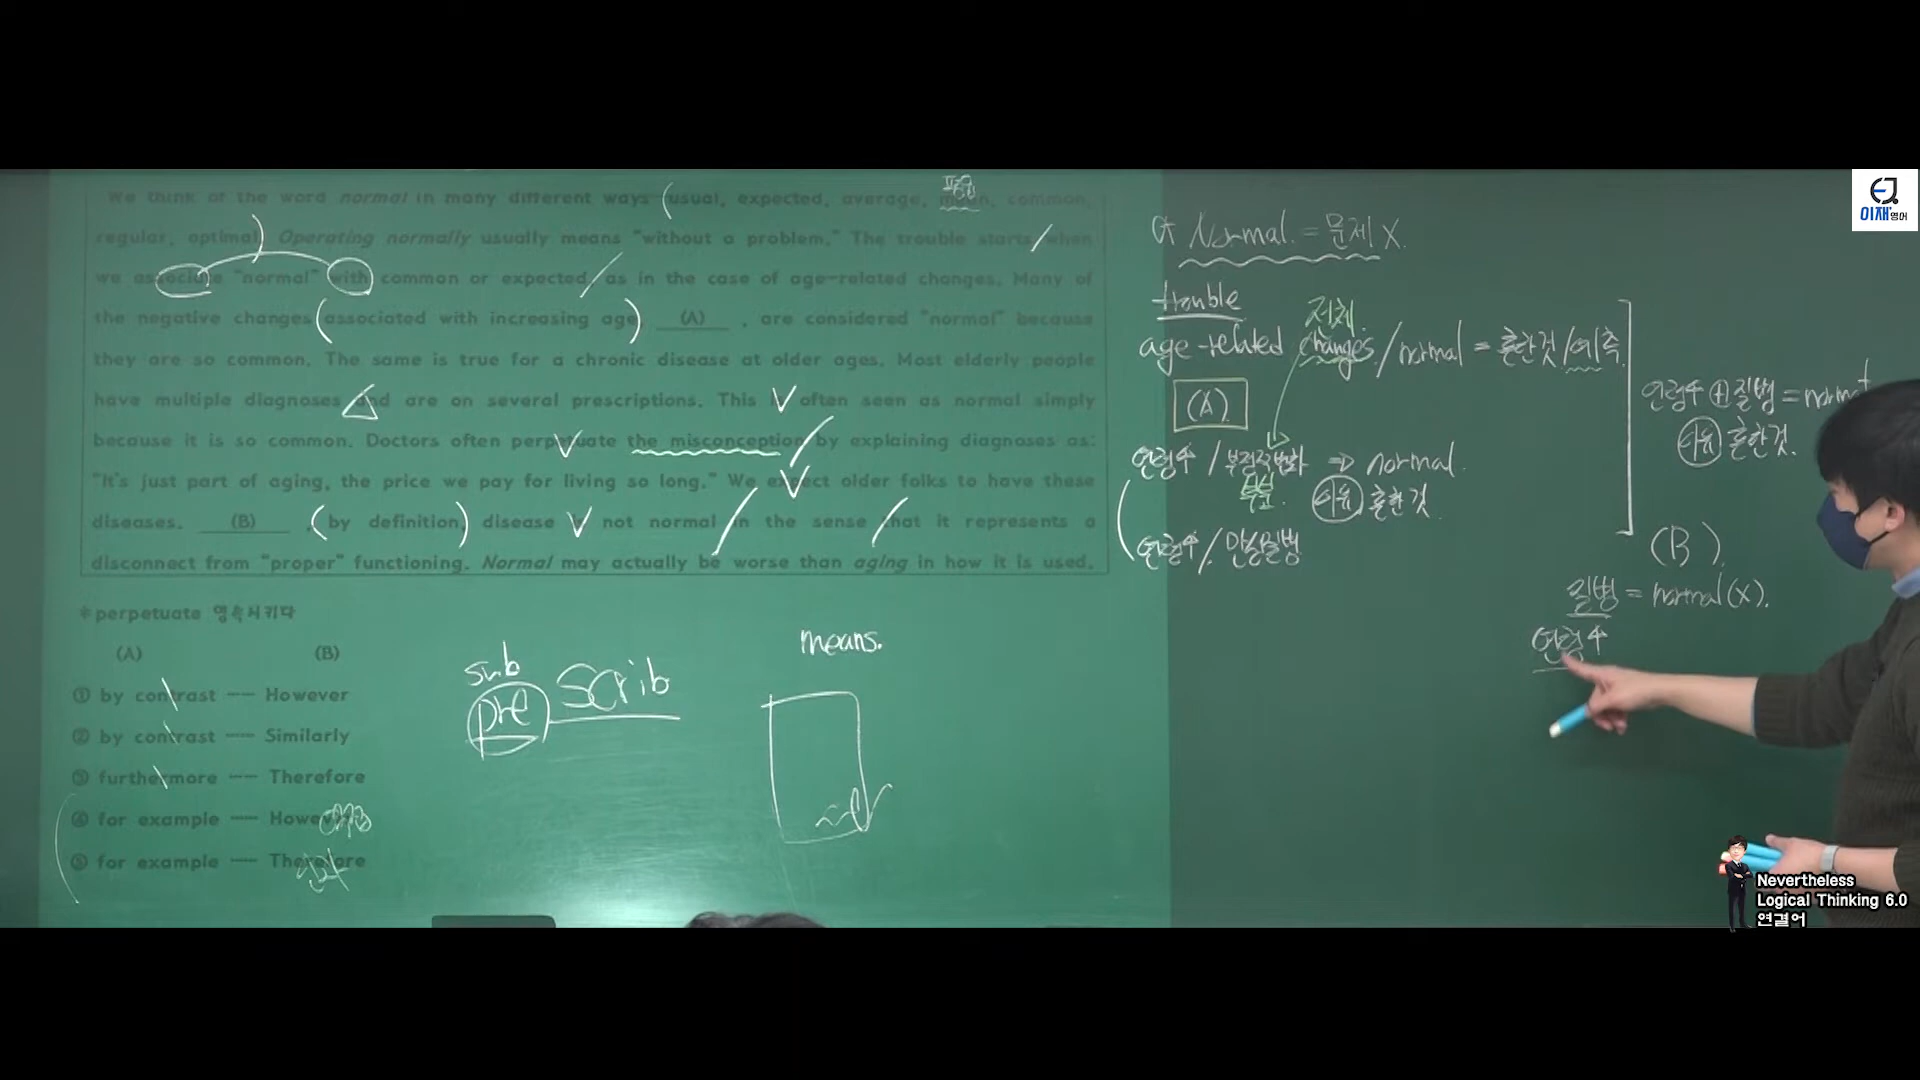 We think of the word normal in many different ways (usual, expected, average, mean, common,
평균
regular, optimal) Operating normally usually means "without a problem." The trouble starts when
we associate "normal" with common or expected, as in the case of age-related changes. Many of
the negative changes (associated with increasing age) (A) , are considered "normal" because
they are so common. The same is true for a chronic disease at older ages. Most elderly people
have multiple diagnoses and are on several prescriptions. This is often seen as normal simply
because it is so common. Doctors often perpetuate the misconception by explaining diagnoses as:
"It's just part of aging, the price we pay for living so long." We expect older folks to have these
diseases. (B) , (by definition,) disease is not normal in the sense that it represents a
disconnect from "proper" functioning. Normal may actually be worse than aging in how it is used.
*perpetuate 영속시키다
(A) (B)
① by contrast ---- However
② by contrast ---- Similarly
③ furthermore ---- Therefore
④ for example ---- However
⑤ for example ---- Therefore
sub
pre scrib
means.
Normal = 문제 X.
trouble
전체
age-related changes / normal = 흔한것 / 예측
(A)
연령↑ / 부정적변화 ⇒ normal.
이유 흔한것.
연령↑ / 만성질병
연령↑ + 질병 = normal
이유 흔한것.
(B).
질병 = normal(X).
연령↑
EJ
이재영어
Nevertheless
Logical Thinking 6.0
연결어